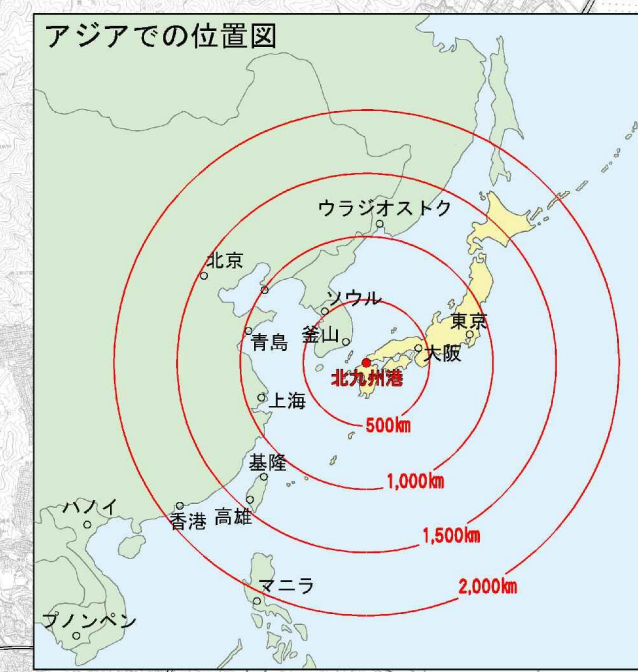 アジアでの位置図
ウラジオストク
北京
ソウル
釜山
東京
青島
大阪
北九州港
上海
500km
基隆
1,000km
ハノイ
香港
高雄
1,500km
マニラ
2,000km
プノンペン